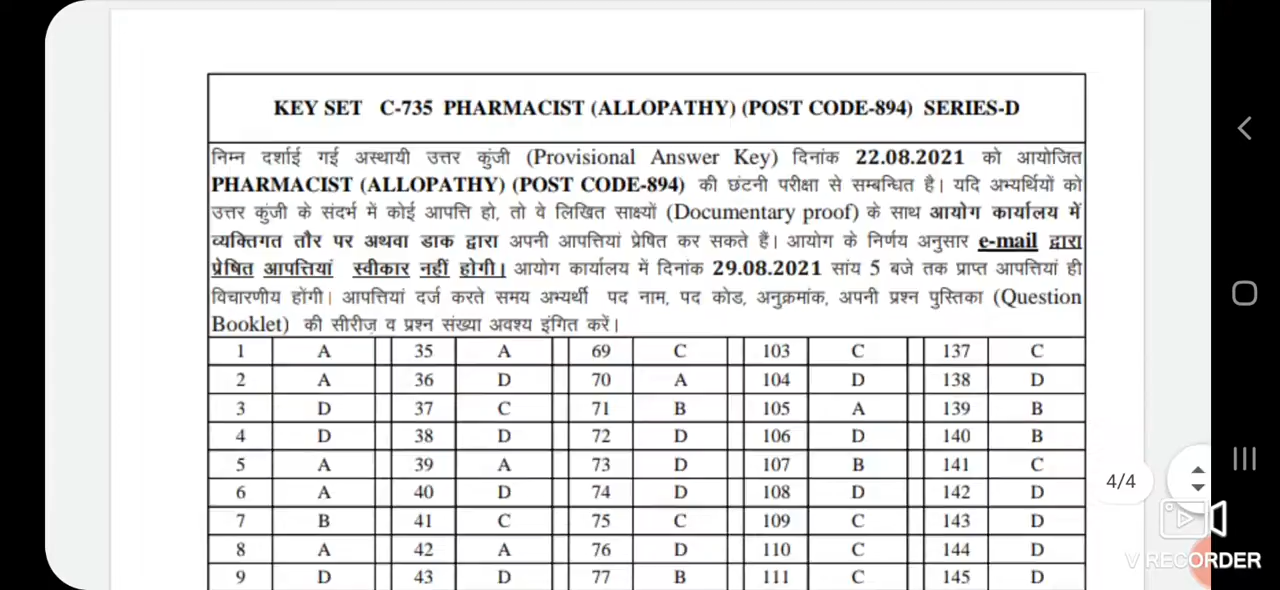 KEY SET C-735 PHARMACIST (ALLOPATHY) (POST CODE-894) SERIES-D
निम्न दर्शाई गई अस्थायी उत्तर कुंजी (Provisional Answer Key) दिनांक 22.08.2021 को आयोजित
PHARMACIST (ALLOPATHY) (POST CODE-894) की छंटनी परीक्षा से सम्बन्धित है। यदि अभ्यर्थियों को
उत्तर कुंजी के संदर्भ में कोई आपत्ति हो, तो वे लिखित साक्ष्यों (Documentary proof) के साथ आयोग कार्यालय में
व्यक्तिगत तौर पर अथवा डाक द्वारा अपनी आपत्तियां प्रेषित कर सकते हैं। आयोग के निर्णय अनुसार e-mail द्वारा
प्रेषित आपत्तियां स्वीकार नहीं होगी। आयोग कार्यालय में दिनांक 29.08.2021 सांय 5 बजे तक प्राप्त आपत्तियां ही
विचारणीय होंगी। आपत्तियां दर्ज करते समय अभ्यर्थी पद नाम, पद कोड, अनुक्रमांक, अपनी प्रश्न पुस्तिका (Question
Booklet) की सीरीज़ व प्रश्न संख्या अवश्य इंगित करें।
1 A 35 A 69 C 103 C 137 C
2 A 36 D 70 A 104 D 138 D
3 D 37 C 71 B 105 A 139 B
4 D 38 D 72 D 106 D 140 B
5 A 39 A 73 D 107 B 141 C
6 A 40 D 74 D 108 D 142 D
7 B 41 C 75 C 109 C 143 D
8 A 42 A 76 D 110 C 144 D
9 D 43 D 77 B 111 C 145 D
4/4
V RECORDER